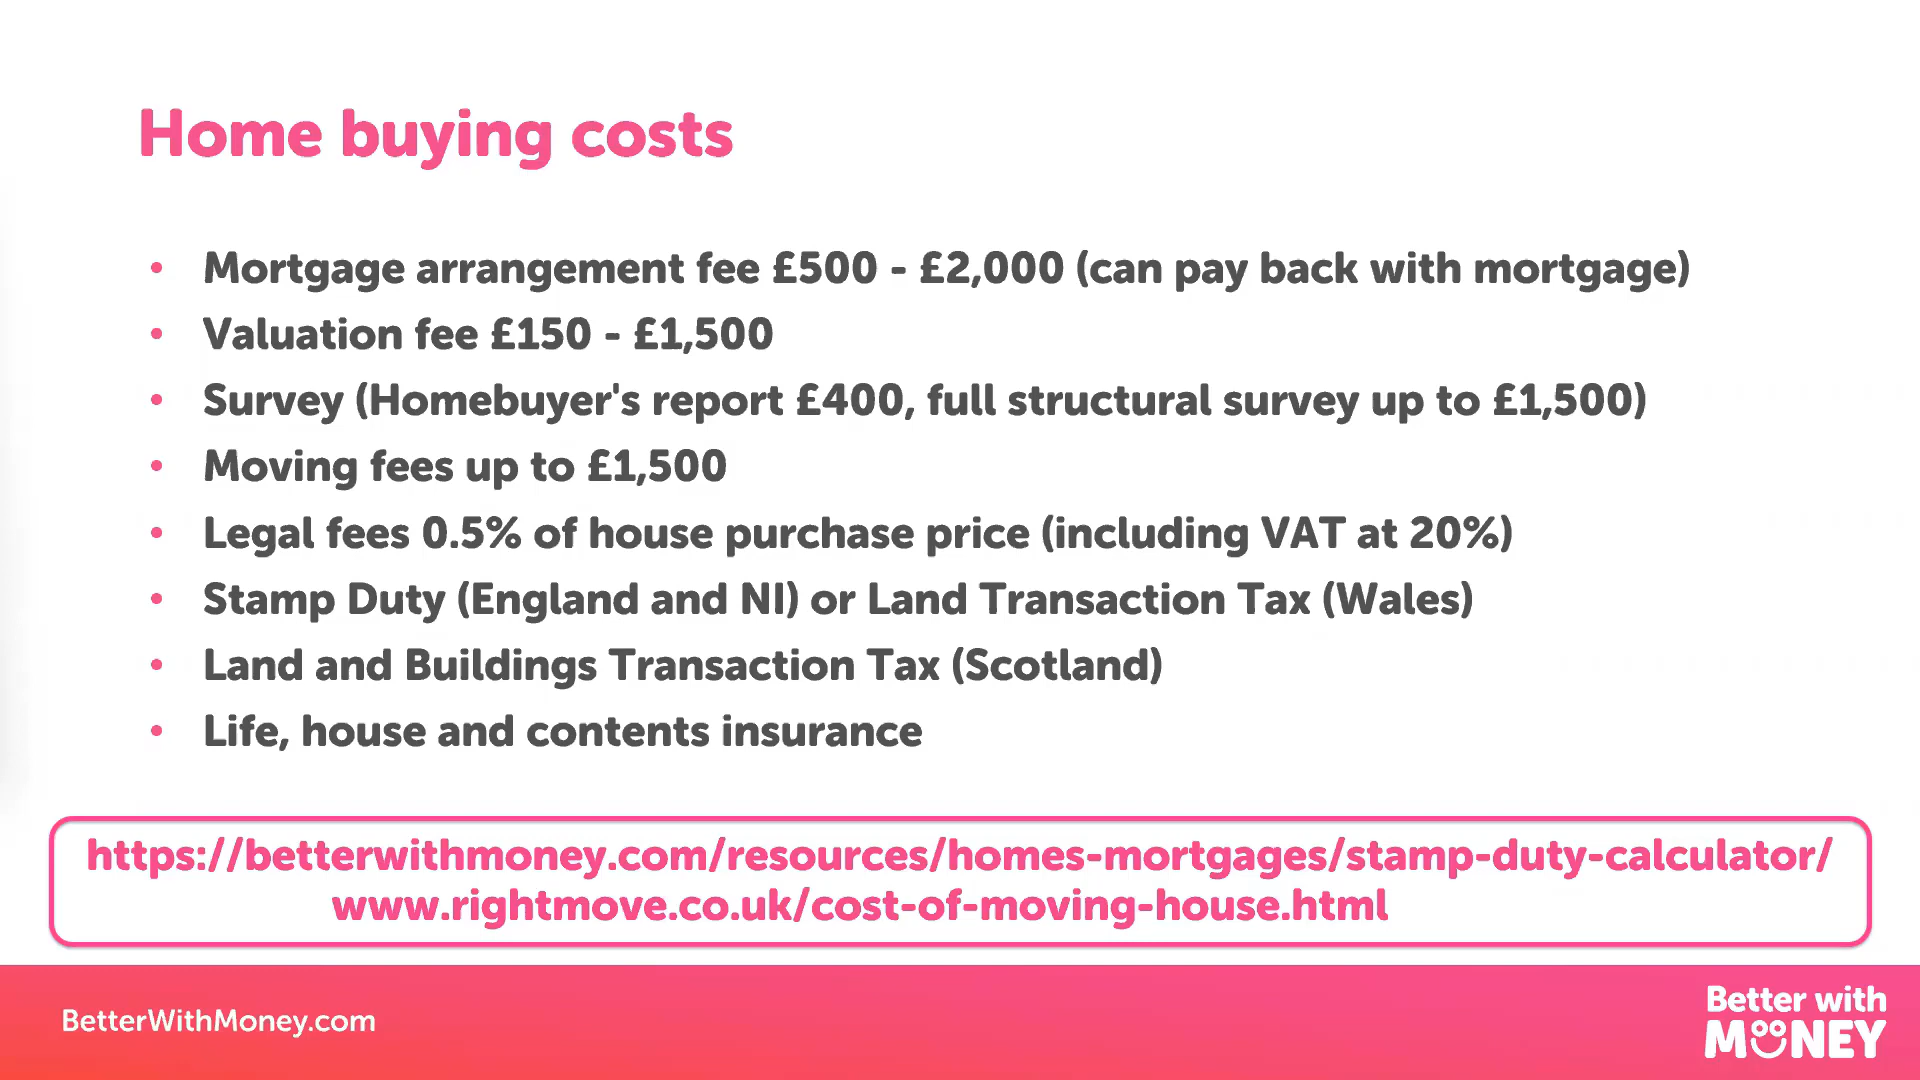 Home buying costs
• Mortgage arrangement fee £500 - £2,000 (can pay back with mortgage)
• Valuation fee £150 - £1,500
• Survey (Homebuyer's report £400, full structural survey up to £1,500)
• Moving fees up to £1,500
• Legal fees 0.5% of house purchase price (including VAT at 20%)
• Stamp Duty (England and NI) or Land Transaction Tax (Wales)
• Land and Buildings Transaction Tax (Scotland)
• Life, house and contents insurance
https://betterwithmoney.com/resources/homes-mortgages/stamp-duty-calculator/
www.rightmove.co.uk/cost-of-moving-house.html
BetterWithMoney.com
Better with
MONEY